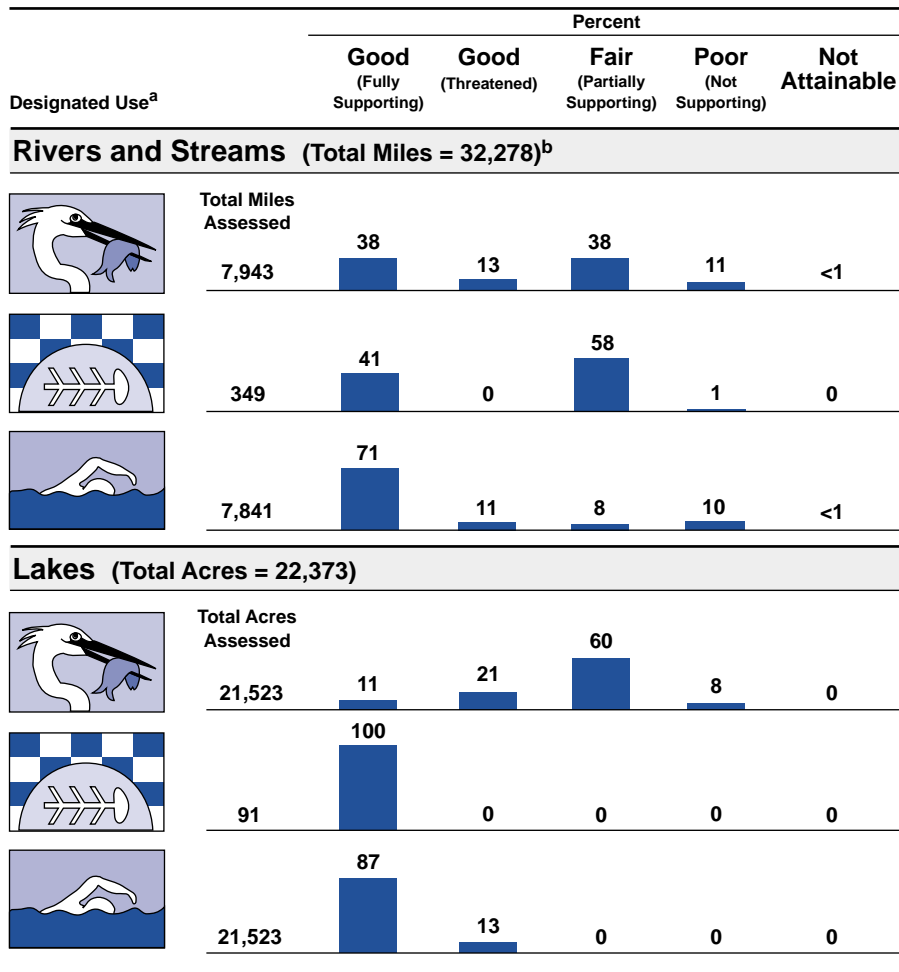 Percent
Designated Use^a
Good (Fully Supporting)
Good (Threatened)
Fair (Partially Supporting)
Poor (Not Supporting)
Not Attainable
Rivers and Streams (Total Miles = 32,278)^b
Total Miles Assessed
7,943 38 13 38 11 <1
349 41 0 58 1 0
7,841 71 11 8 10 <1
Lakes (Total Acres = 22,373)
Total Acres Assessed
21,523 11 21 60 8 0
91 100 0 0 0 0
21,523 87 13 0 0 0